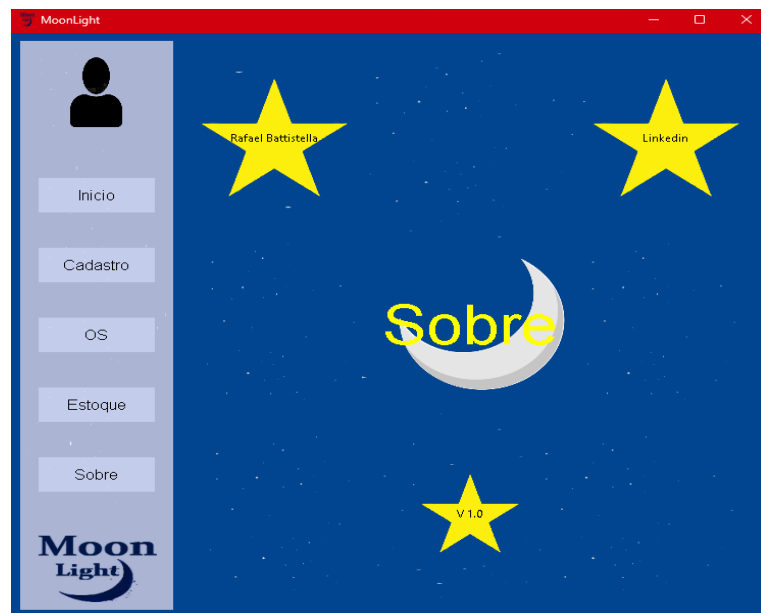 MoonLight
Inicio
Cadastro
OS
Estoque
Sobre
Moon
Light
Rafael Battistella
Linkedin
Sobre
V 1.0